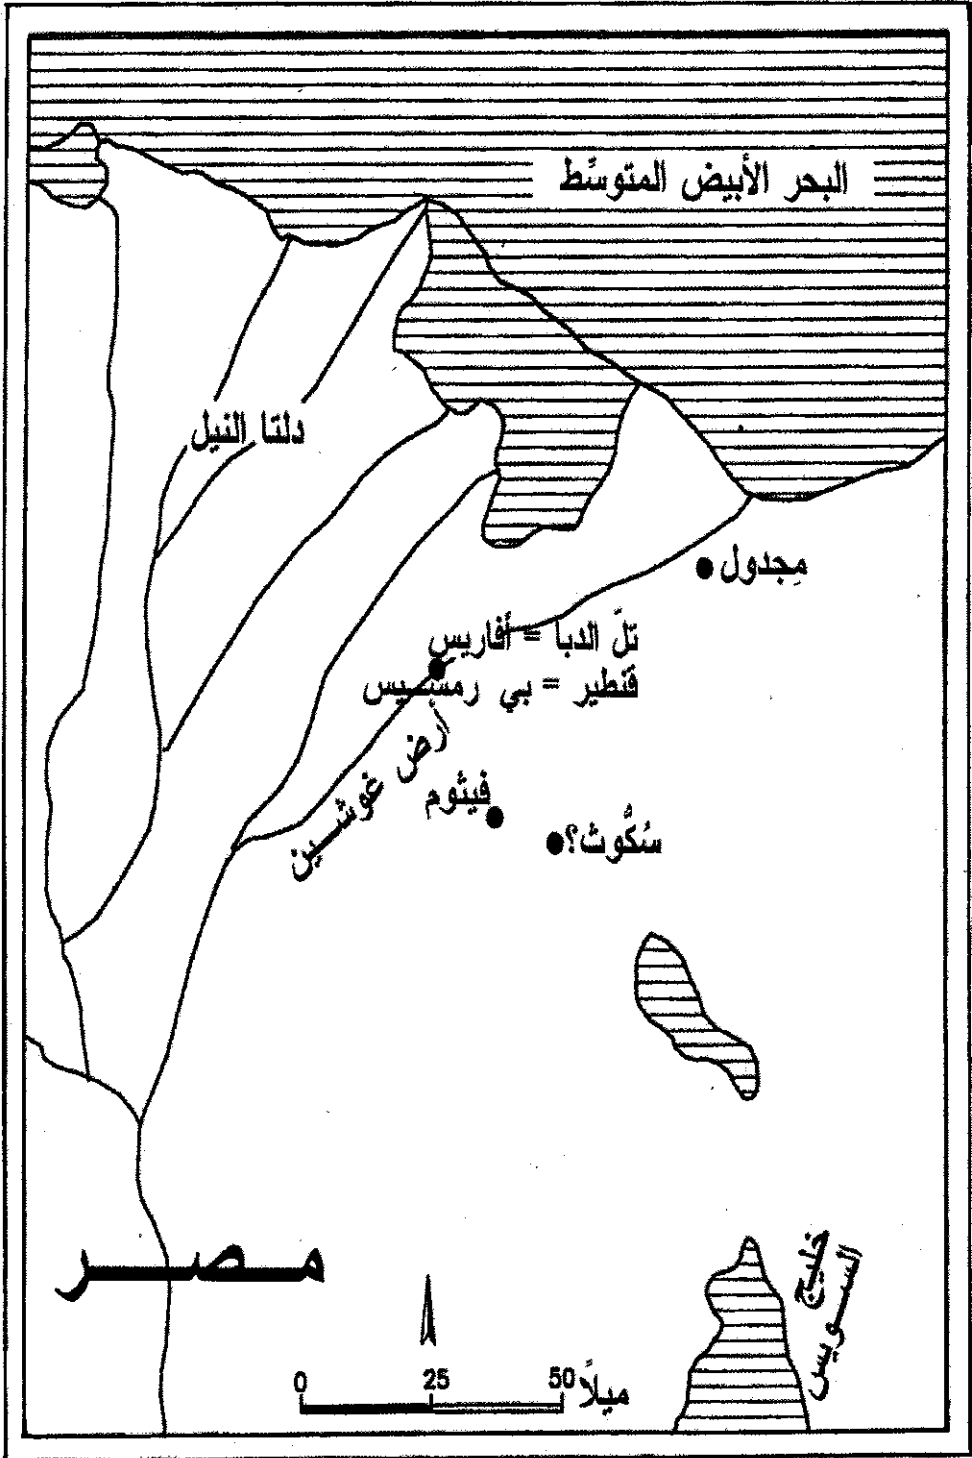 البحر الأبيض المتوسِّط
دلتا النيل
مِجدول
تلّ الدبا = أفاريس
قنطير = بي رمسيس
أرض غوشين
فيثوم
سُكُّوث؟
مصر
خليج
السويس
0 25 50 ميلاً